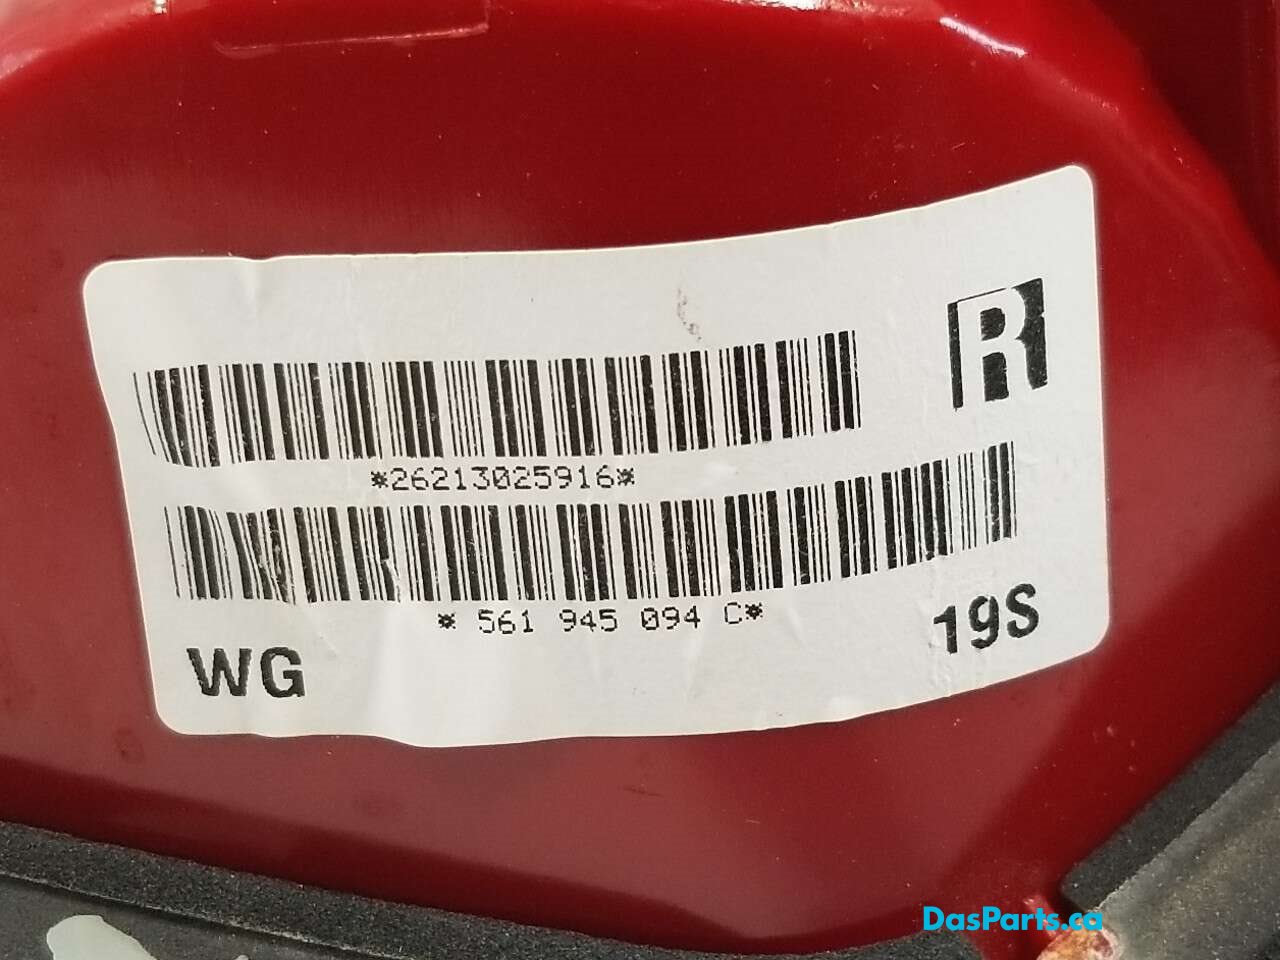 R
*26213025916*
* 561 945 094 C*
WG
19S
DasParts.ca